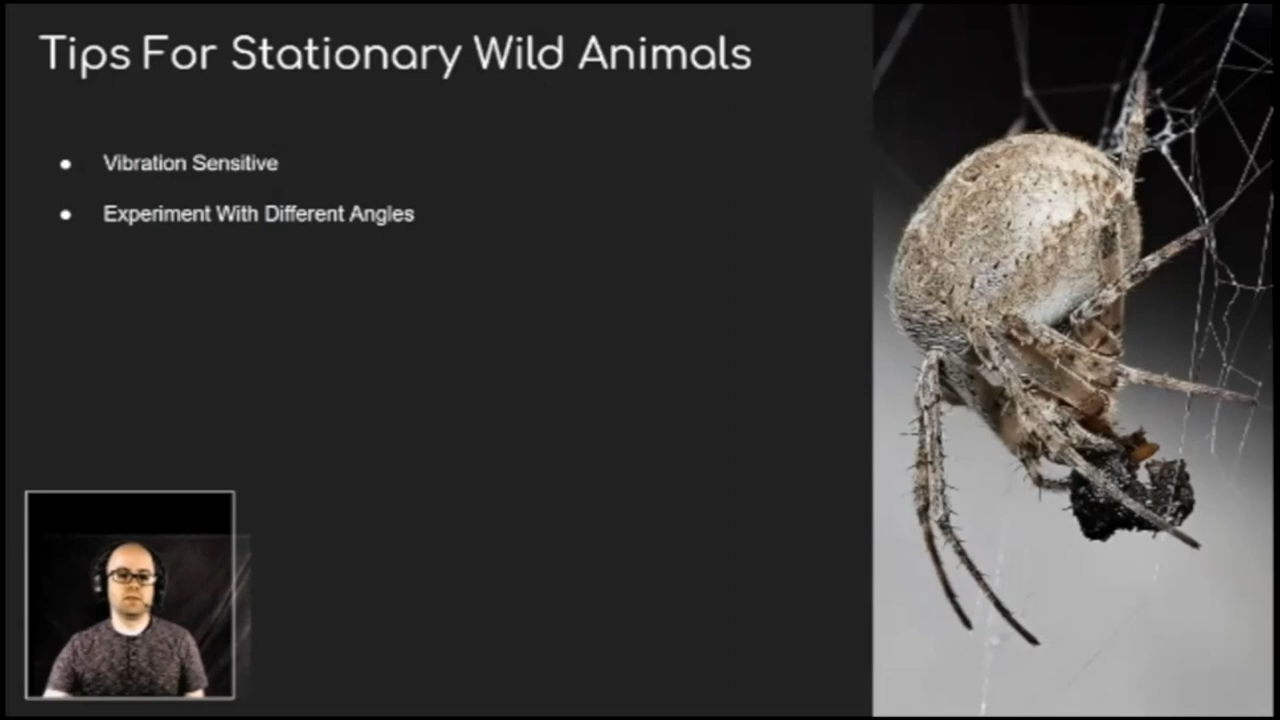 Tips For Stationary Wild Animals
● Vibration Sensitive
● Experiment With Different Angles